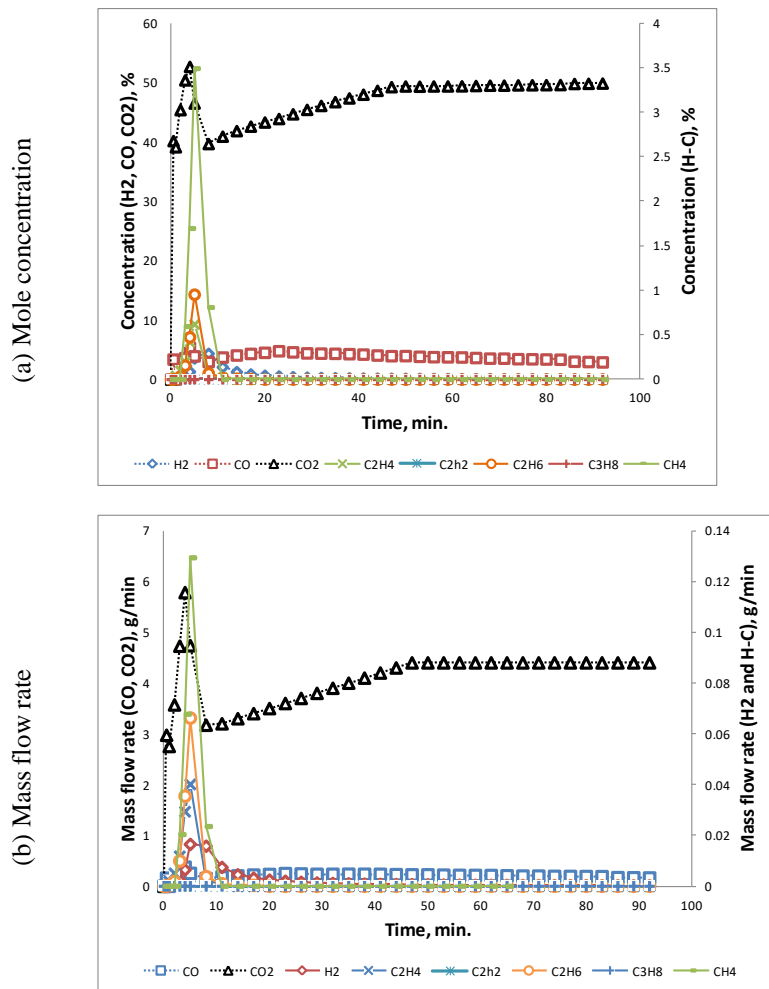 (a) Mole concentration
60
50
40
30
20
10
0
Concentration (H2, CO, CO2), %
4
3.5
3
2.5
2
1.5
1
0.5
0
Concentration (H-C), %
0 20 40 60 80 100
Time, min.
H2 CO CO2 C2H4 C2h2 C2H6 C3H8 CH4
(b) Mass flow rate
7
6
5
4
3
2
1
0
Mass flow rate (CO, CO2), g/min
0.14
0.12
0.1
0.08
0.06
0.04
0.02
0
Mass flow rate (H2 and H-C), g/min
0 10 20 30 40 50 60 70 80 90 100
Time, min.
CO CO2 H2 C2H4 C2h2 C2H6 C3H8 CH4